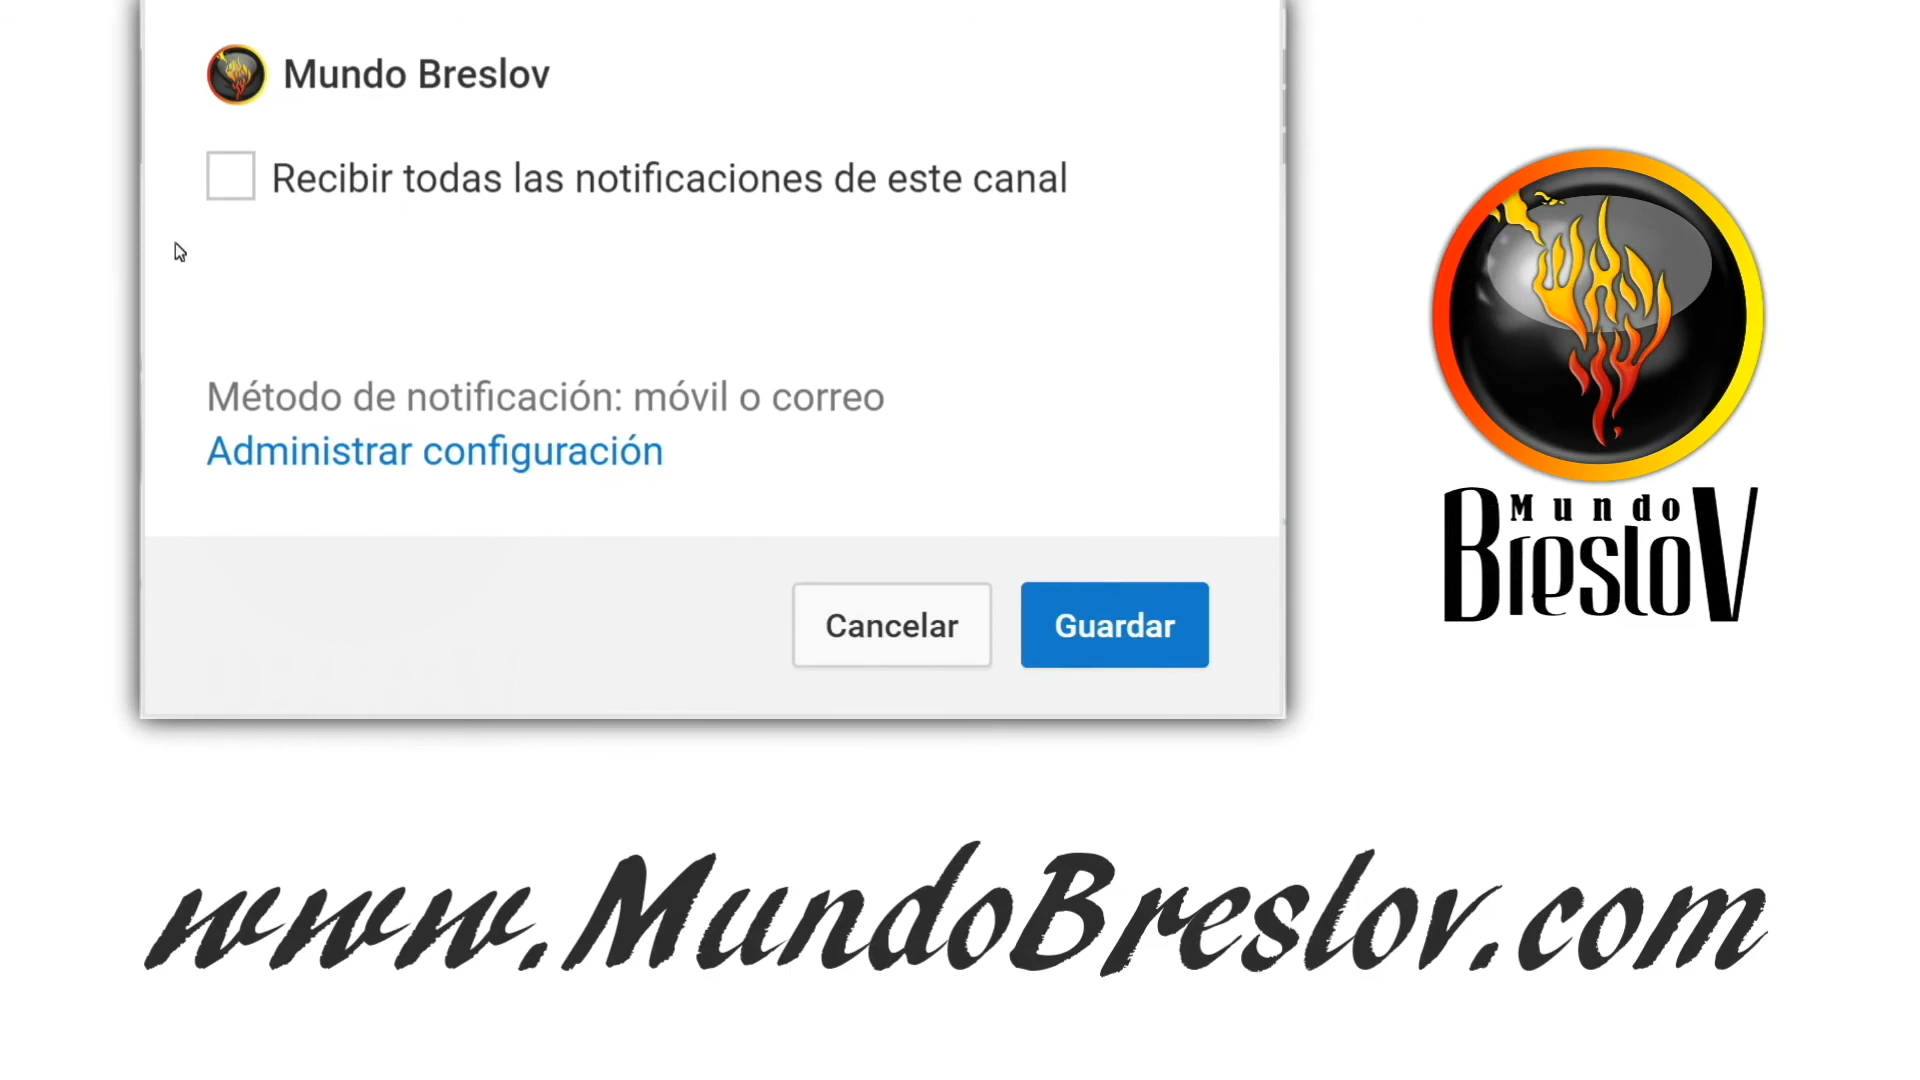 Mundo Breslov
Recibir todas las notificaciones de este canal
Método de notificación: móvil o correo
Administrar configuración
Cancelar
Guardar
Mundo
Breslov
www.MundoBreslov.com